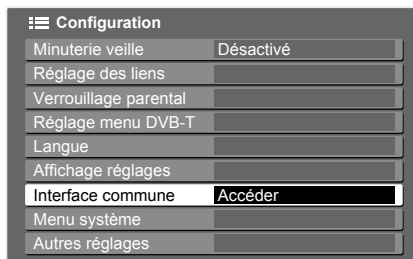 Configuration
Minuterie veille Désactivé
Réglage des liens
Verrouillage parental
Réglage menu DVB-T
Langue
Affichage réglages
Interface commune Accéder
Menu système
Autres réglages